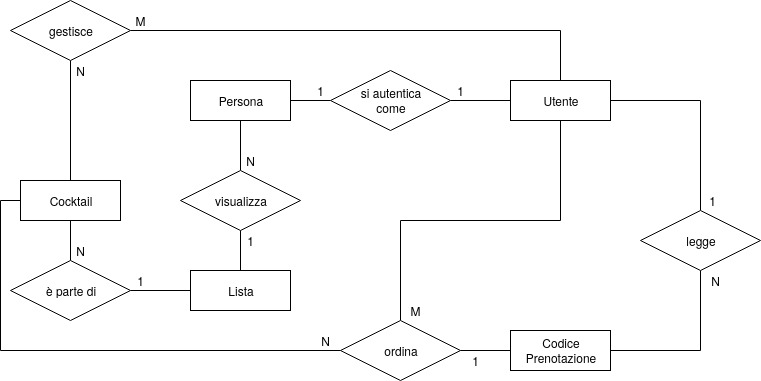 gestisce
M
N
Persona
1
si autentica
come
1
Utente
N
visualizza
1
Cocktail
N
è parte di
1
Lista
1
legge
N
M
N
ordina
1
Codice
Prenotazione